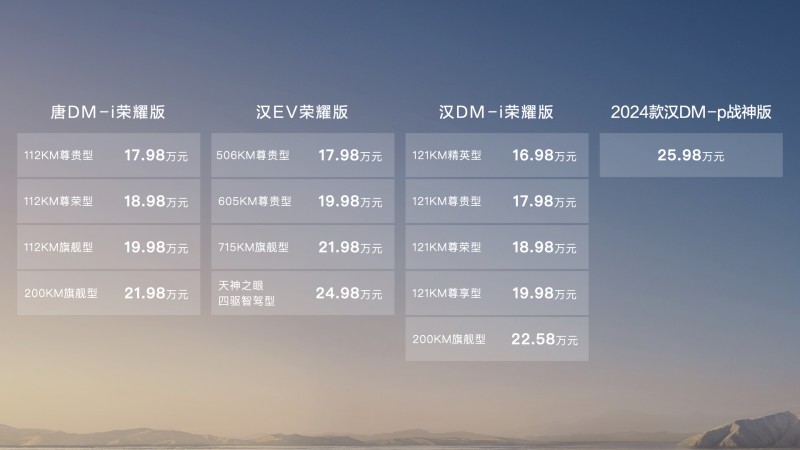 唐DM-i荣耀版
112KM尊贵型 17.98万元
112KM尊荣型 18.98万元
112KM旗舰型 19.98万元
200KM旗舰型 21.98万元
汉EV荣耀版
506KM尊贵型 17.98万元
605KM尊贵型 19.98万元
715KM旗舰型 21.98万元
天神之眼
四驱智驾型 24.98万元
汉DM-i荣耀版
121KM精英型 16.98万元
121KM尊贵型 17.98万元
121KM尊荣型 18.98万元
121KM尊享型 19.98万元
200KM旗舰型 22.58万元
2024款汉DM-p战神版
25.98万元